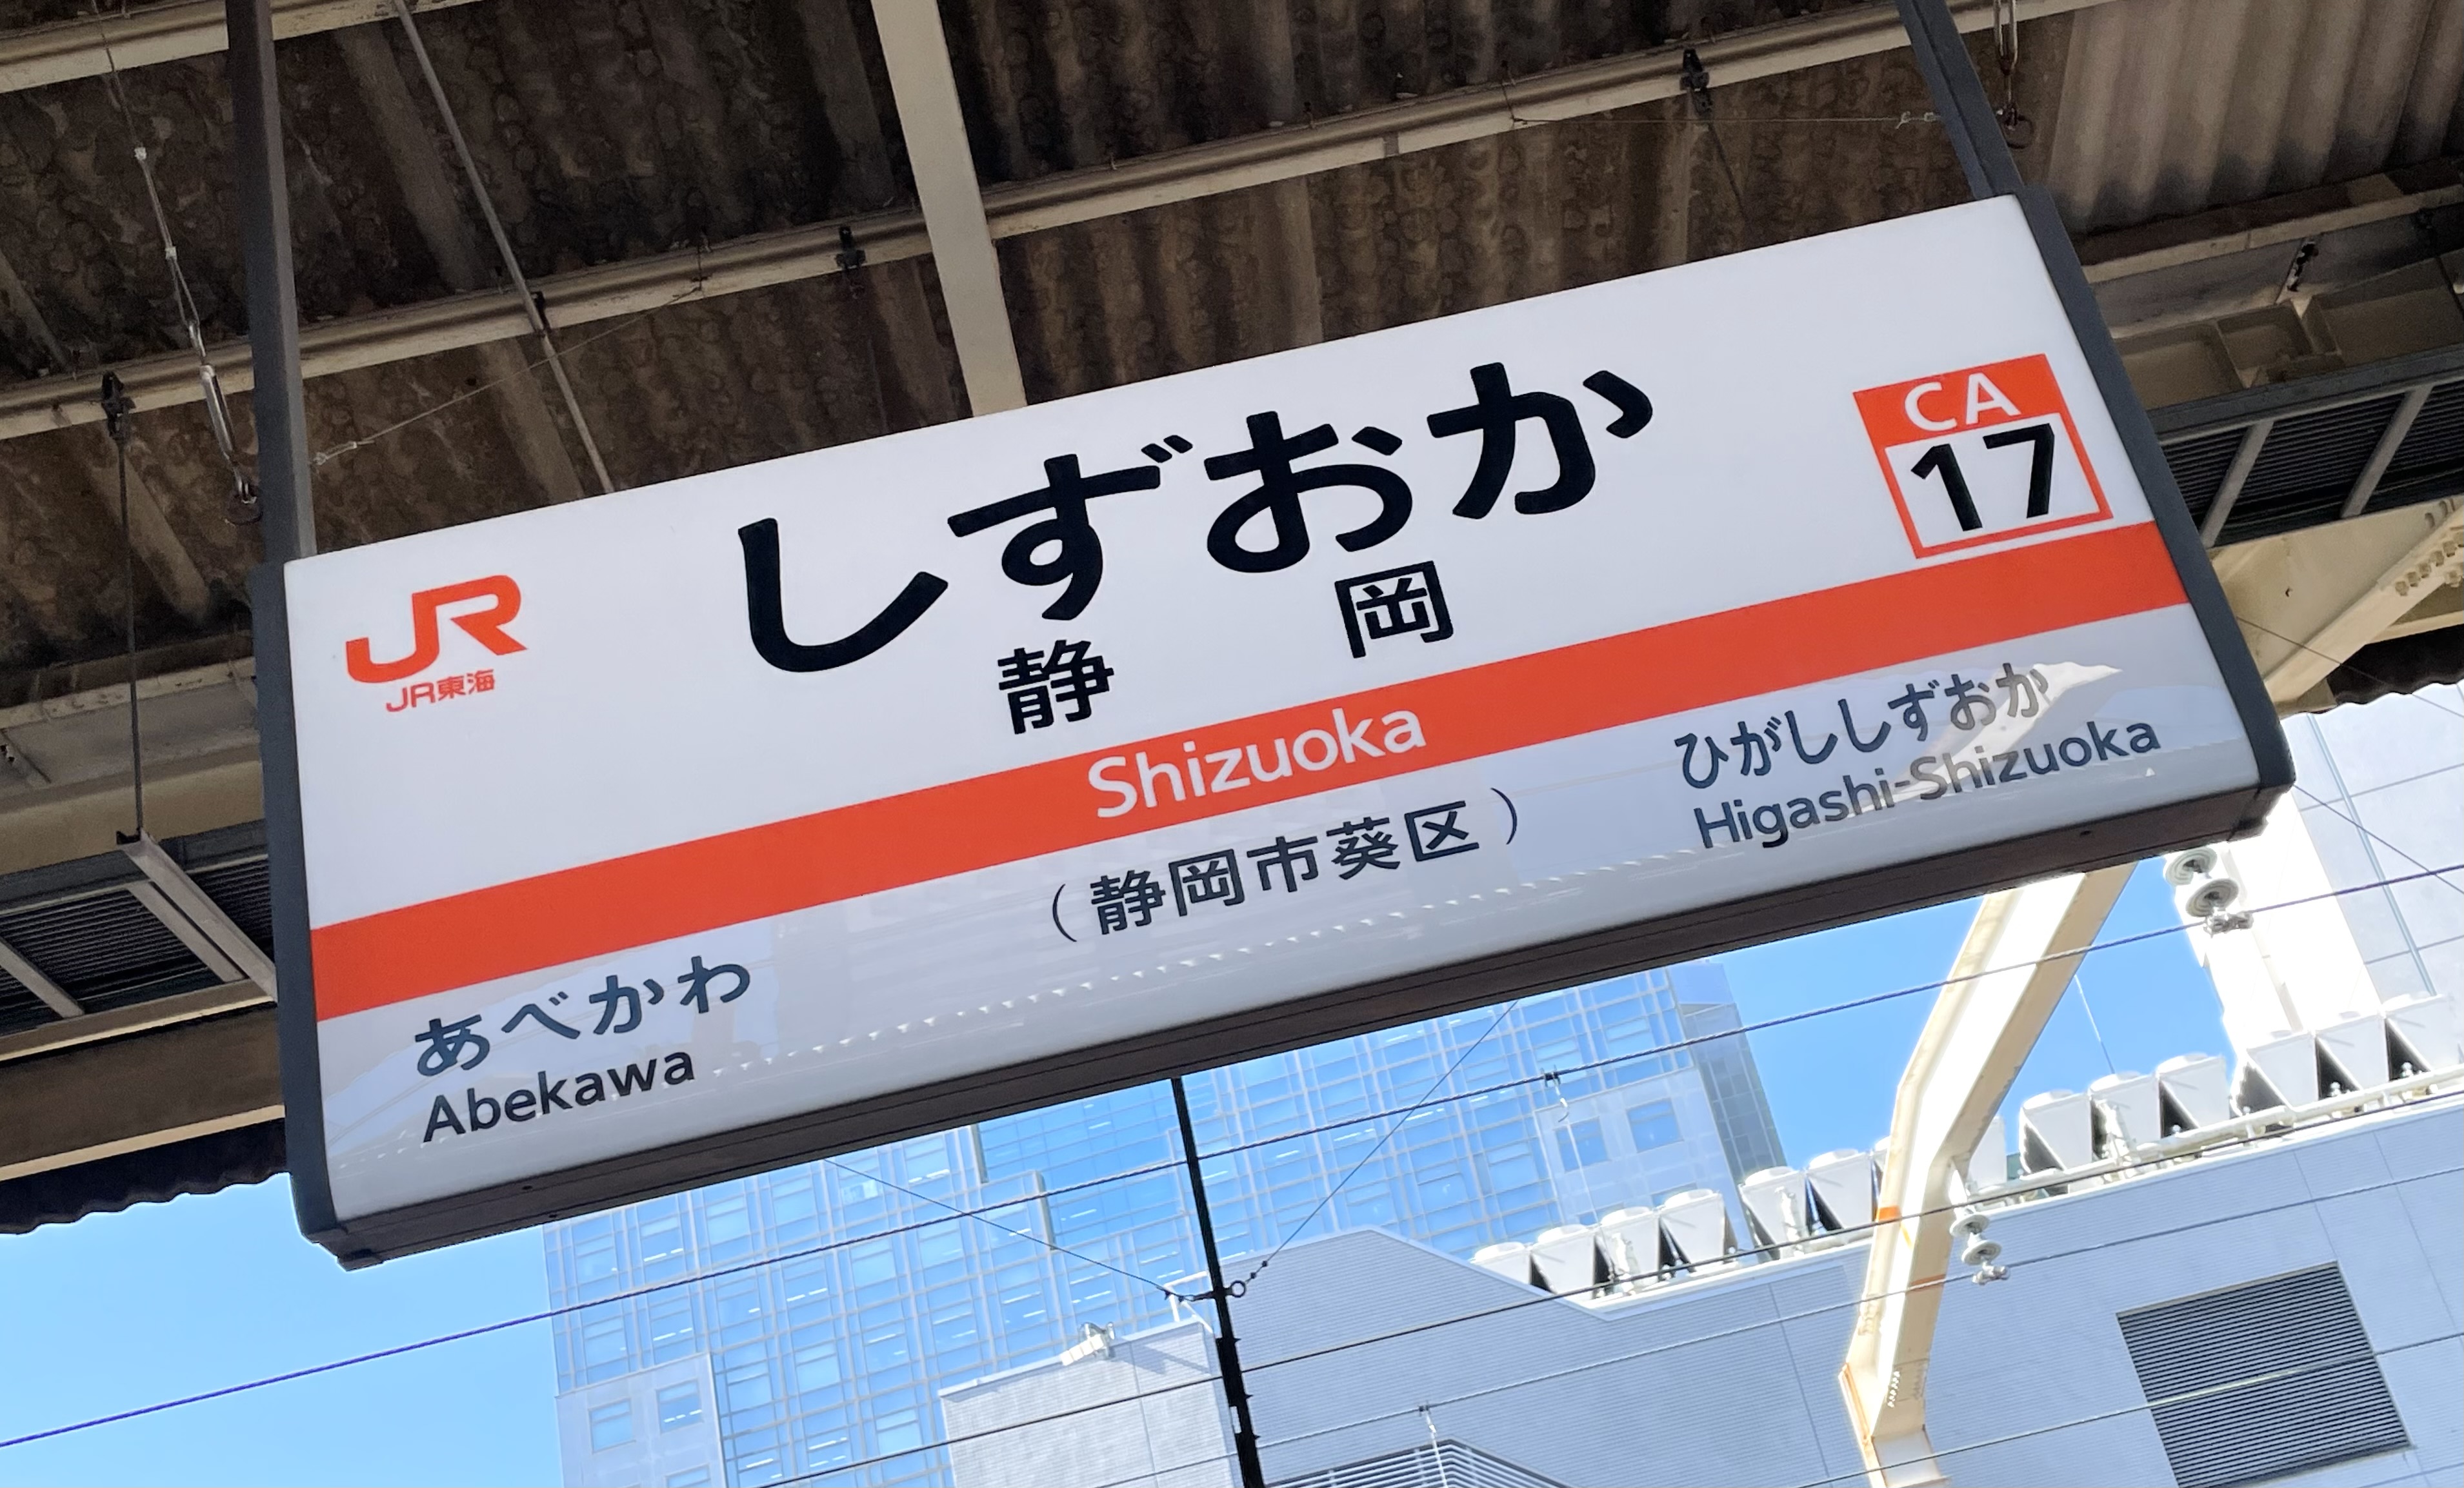 JR
JR東海
しずおか
静岡
CA
17
Shizuoka
(静岡市葵区)
あべかわ
Abekawa
ひがししずおか
Higashi-Shizuoka